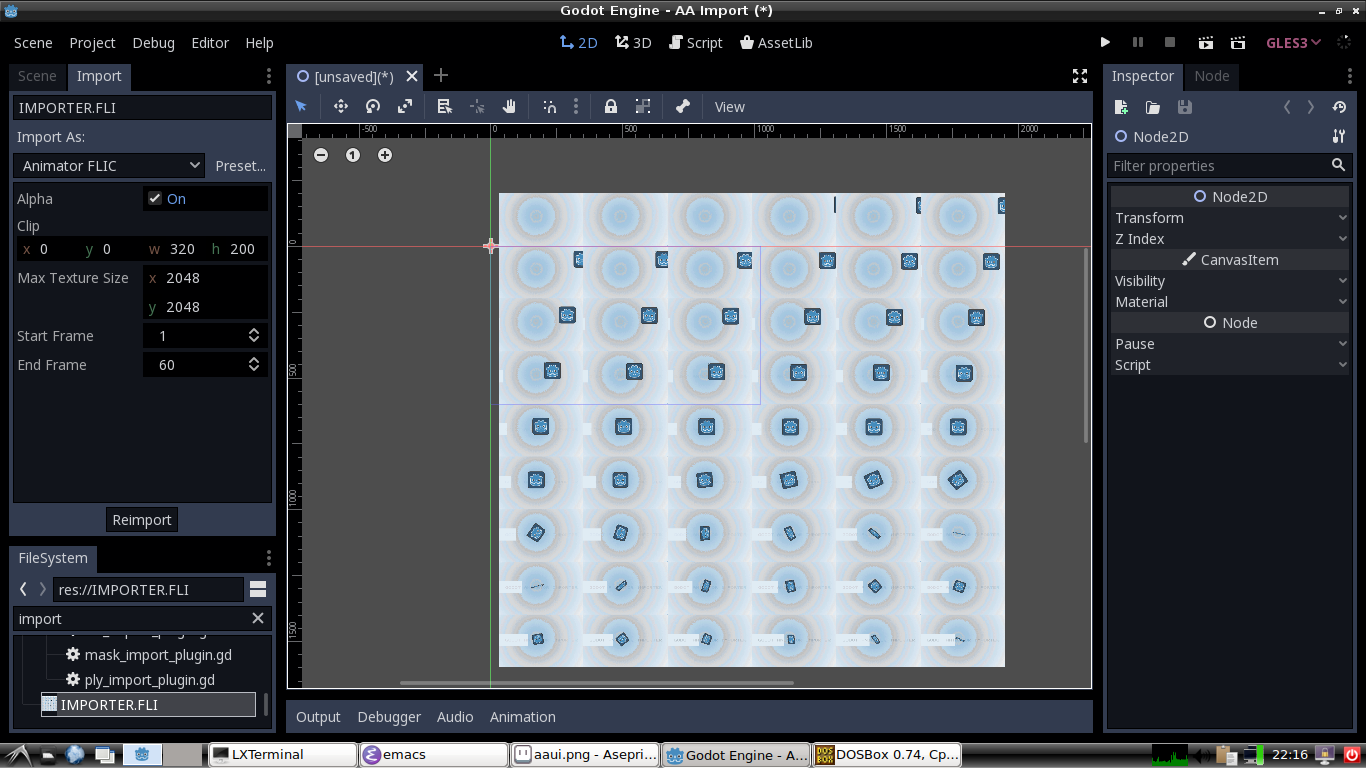 Godot Engine - AA Import (*)
Scene Project Debug Editor Help
2D 3D Script AssetLib
GLES3
Scene Import
[unsaved](*)
Inspector Node
IMPORTER.FLI
Import As:
Animator FLIC Preset...
Alpha On
Clip
x 0 y 0 w 320 h 200
Max Texture Size x 2048
y 2048
Start Frame 1
End Frame 60
Reimport
FileSystem
res://IMPORTER.FLI
import
mask_import_plugin.gd
ply_import_plugin.gd
IMPORTER.FLI
View
-500 0 500 1000 1500 2000
1
0
500
1000
1500
Output Debugger Audio Animation
Node2D
Filter properties
Node2D
Transform
Z Index
CanvasItem
Visibility
Material
Node
Pause
Script
LXTerminal emacs aaui.png - Asepri... Godot Engine - A... DOSBox 0.74, Cp... 22:16